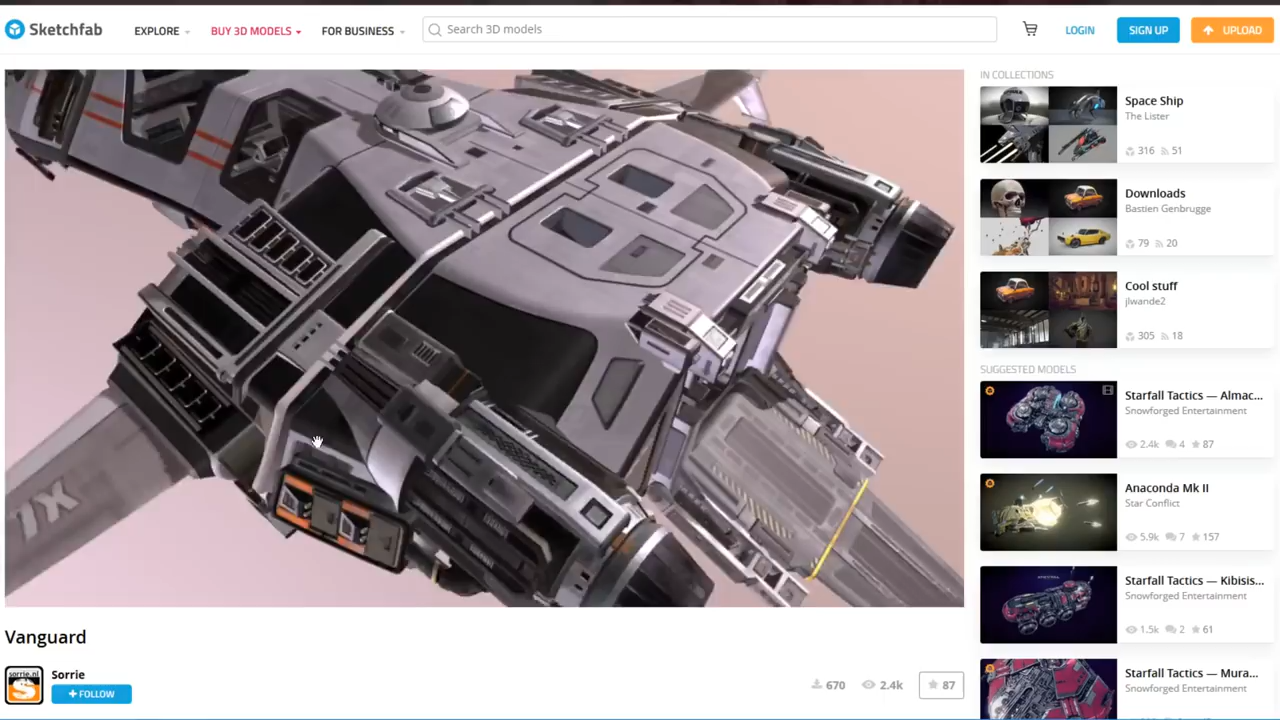 Sketchfab
EXPLORE
BUY 3D MODELS
FOR BUSINESS
Search 3D models
LOGIN
SIGN UP
UPLOAD
IN COLLECTIONS
Space Ship
The Lister
316 51
Downloads
Bastien Genbrugge
79 20
Cool stuff
jlwande2
305 18
SUGGESTED MODELS
Starfall Tactics — Almac...
Snowforged Entertainment
2.4k 4 87
Anaconda Mk II
Star Conflict
5.9k 7 157
Starfall Tactics — Kibisis...
Snowforged Entertainment
1.5k 2 61
Starfall Tactics — Mura...
Snowforged Entertainment
Vanguard
sorrie.nl
Sorrie
+ FOLLOW
670 2.4k 87